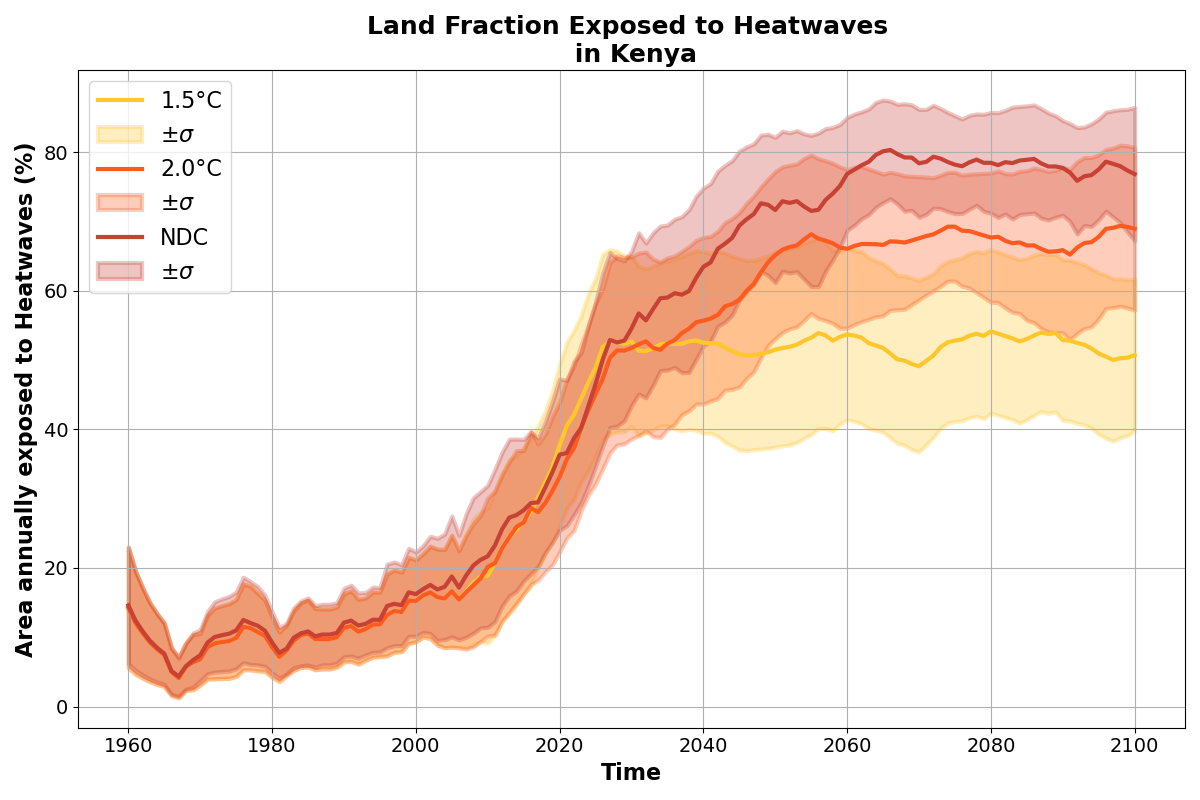 Land Fraction Exposed to Heatwaves
in Kenya
1.5°C
±σ
2.0°C
±σ
NDC
±σ
Area annually exposed to Heatwaves (%)
80
60
40
20
0
1960 1980 2000 2020 2040 2060 2080 2100
Time